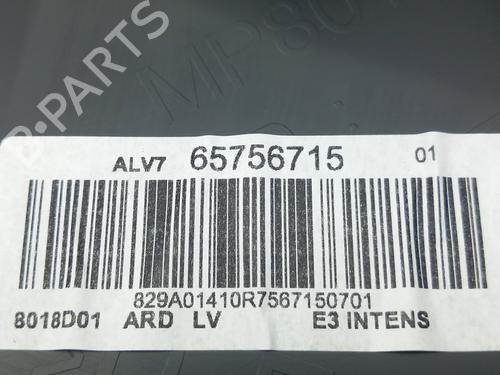 ALV7 65756715 01
829A01410R7567150701
8018D01 ARD LV E3 INTENS
B-PARTS